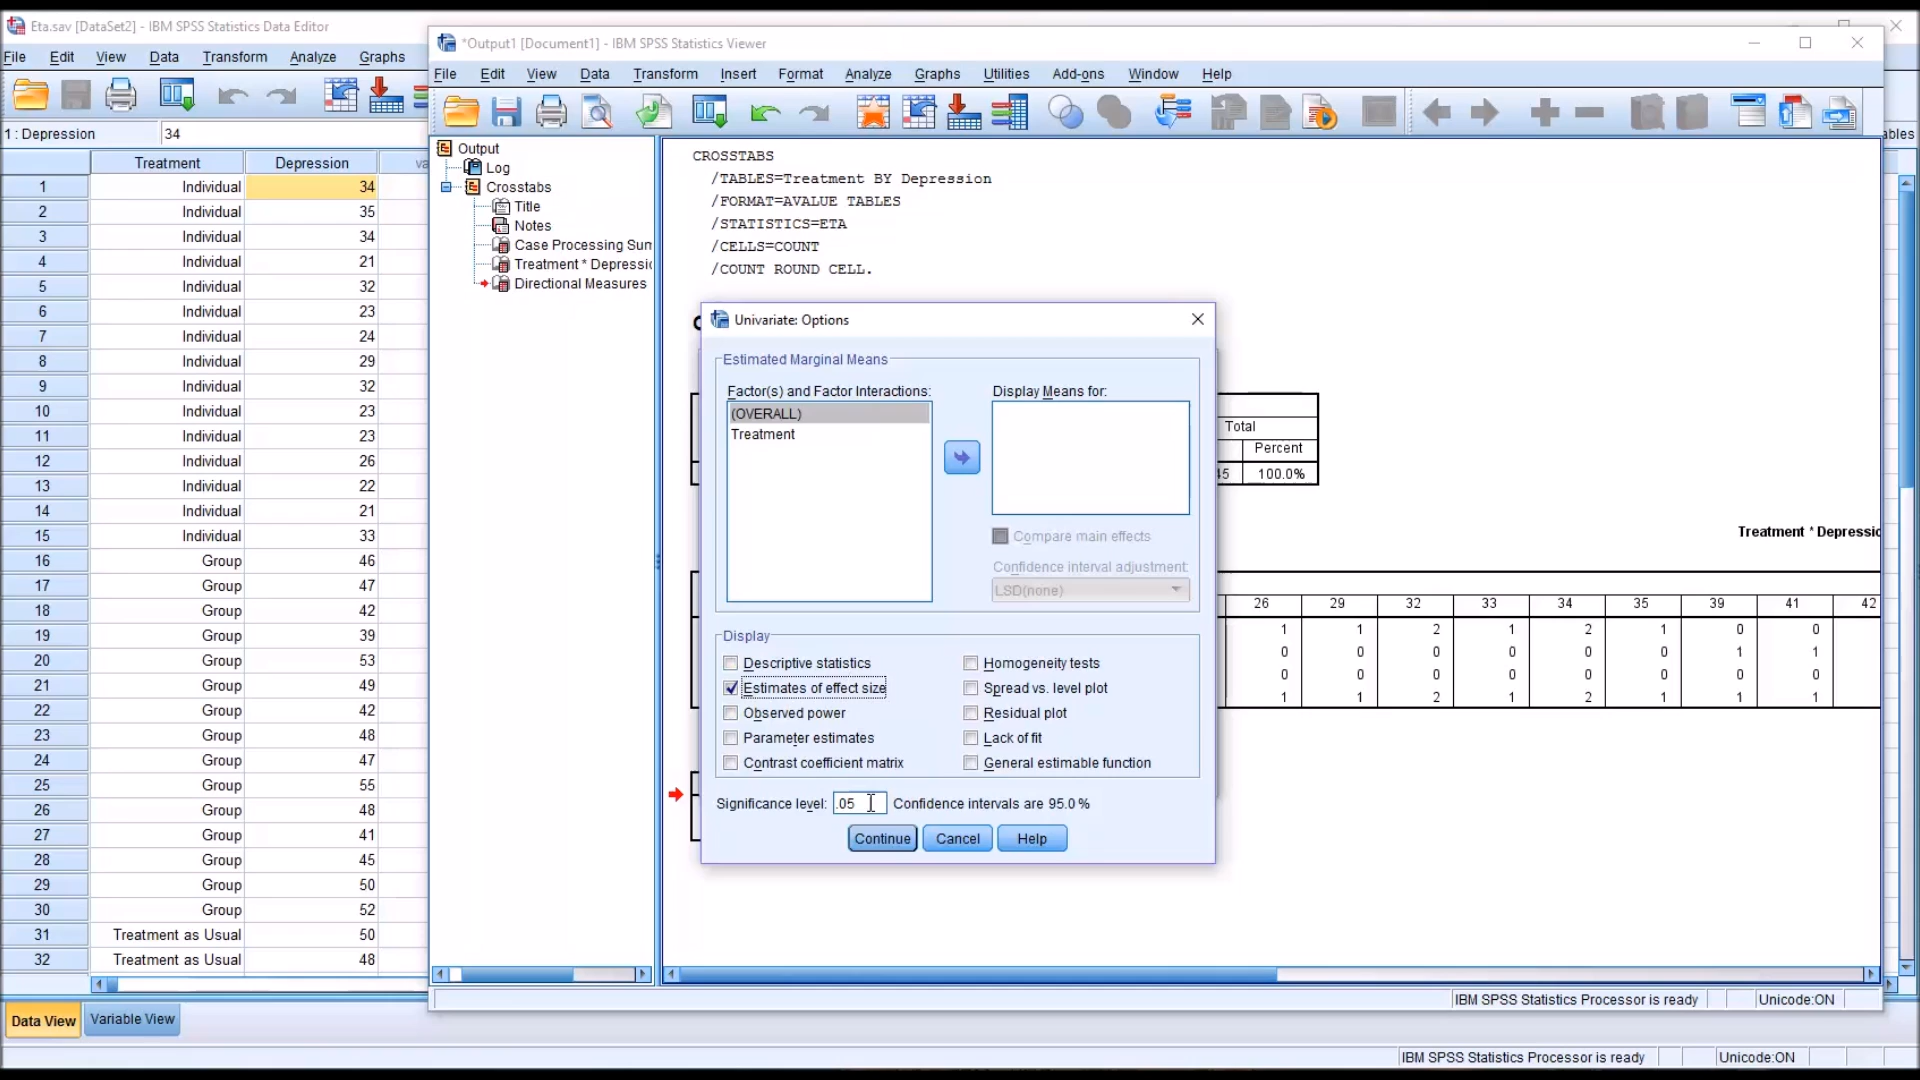 Eta.sav [DataSet2] - IBM SPSS Statistics Data Editor
File Edit View Data Transform Analyze Graphs
1 : Depression 34
ables
Treatment Depression va
1 Individual 34
2 Individual 35
3 Individual 34
4 Individual 21
5 Individual 32
6 Individual 23
7 Individual 24
8 Individual 29
9 Individual 32
10 Individual 23
11 Individual 23
12 Individual 26
13 Individual 22
14 Individual 21
15 Individual 33
16 Group 46
17 Group 47
18 Group 42
19 Group 39
20 Group 53
21 Group 49
22 Group 42
23 Group 48
24 Group 47
25 Group 55
26 Group 48
27 Group 41
28 Group 45
29 Group 50
30 Group 52
31 Treatment as Usual 50
32 Treatment as Usual 48
Data View Variable View
IBM SPSS Statistics Processor is ready Unicode:ON
*Output1 [Document1] - IBM SPSS Statistics Viewer
File Edit View Data Transform Insert Format Analyze Graphs Utilities Add-ons Window Help
Output
Log
Crosstabs
Title
Notes
Case Processing Sum
Treatment * Depressic
Directional Measures
CROSSTABS
/TABLES=Treatment BY Depression
/FORMAT=AVALUE TABLES
/STATISTICS=ETA
/CELLS=COUNT
/COUNT ROUND CELL.
Total
Percent
45 100.0%
Treatment * Depressic
26 29 32 33 34 35 39 41 42
1 1 2 1 2 1 0 0
0 0 0 0 0 0 1 1
0 0 0 0 0 0 0 0
1 1 2 1 2 1 1 1
IBM SPSS Statistics Processor is ready Unicode:ON
Univariate: Options
Estimated Marginal Means
Factor(s) and Factor Interactions:
(OVERALL)
Treatment
Display Means for:
Compare main effects
Confidence interval adjustment:
LSD(none)
Display
Descriptive statistics Homogeneity tests
Estimates of effect size Spread vs. level plot
Observed power Residual plot
Parameter estimates Lack of fit
Contrast coefficient matrix General estimable function
Significance level: .05 Confidence intervals are 95.0 %
Continue Cancel Help